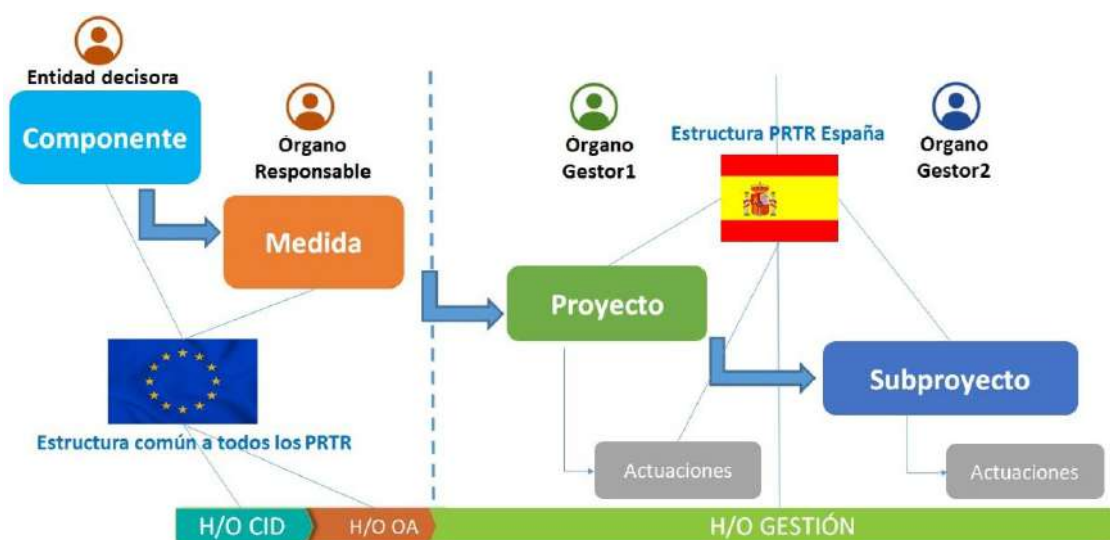 Entidad decisora
Componente
Órgano
Responsable
Medida
Órgano
Gestor1
Estructura PRTR España
Órgano
Gestor2
Proyecto
Subproyecto
Estructura común a todos los PRTR
Actuaciones
Actuaciones
H/O CID
H/O OA
H/O GESTIÓN